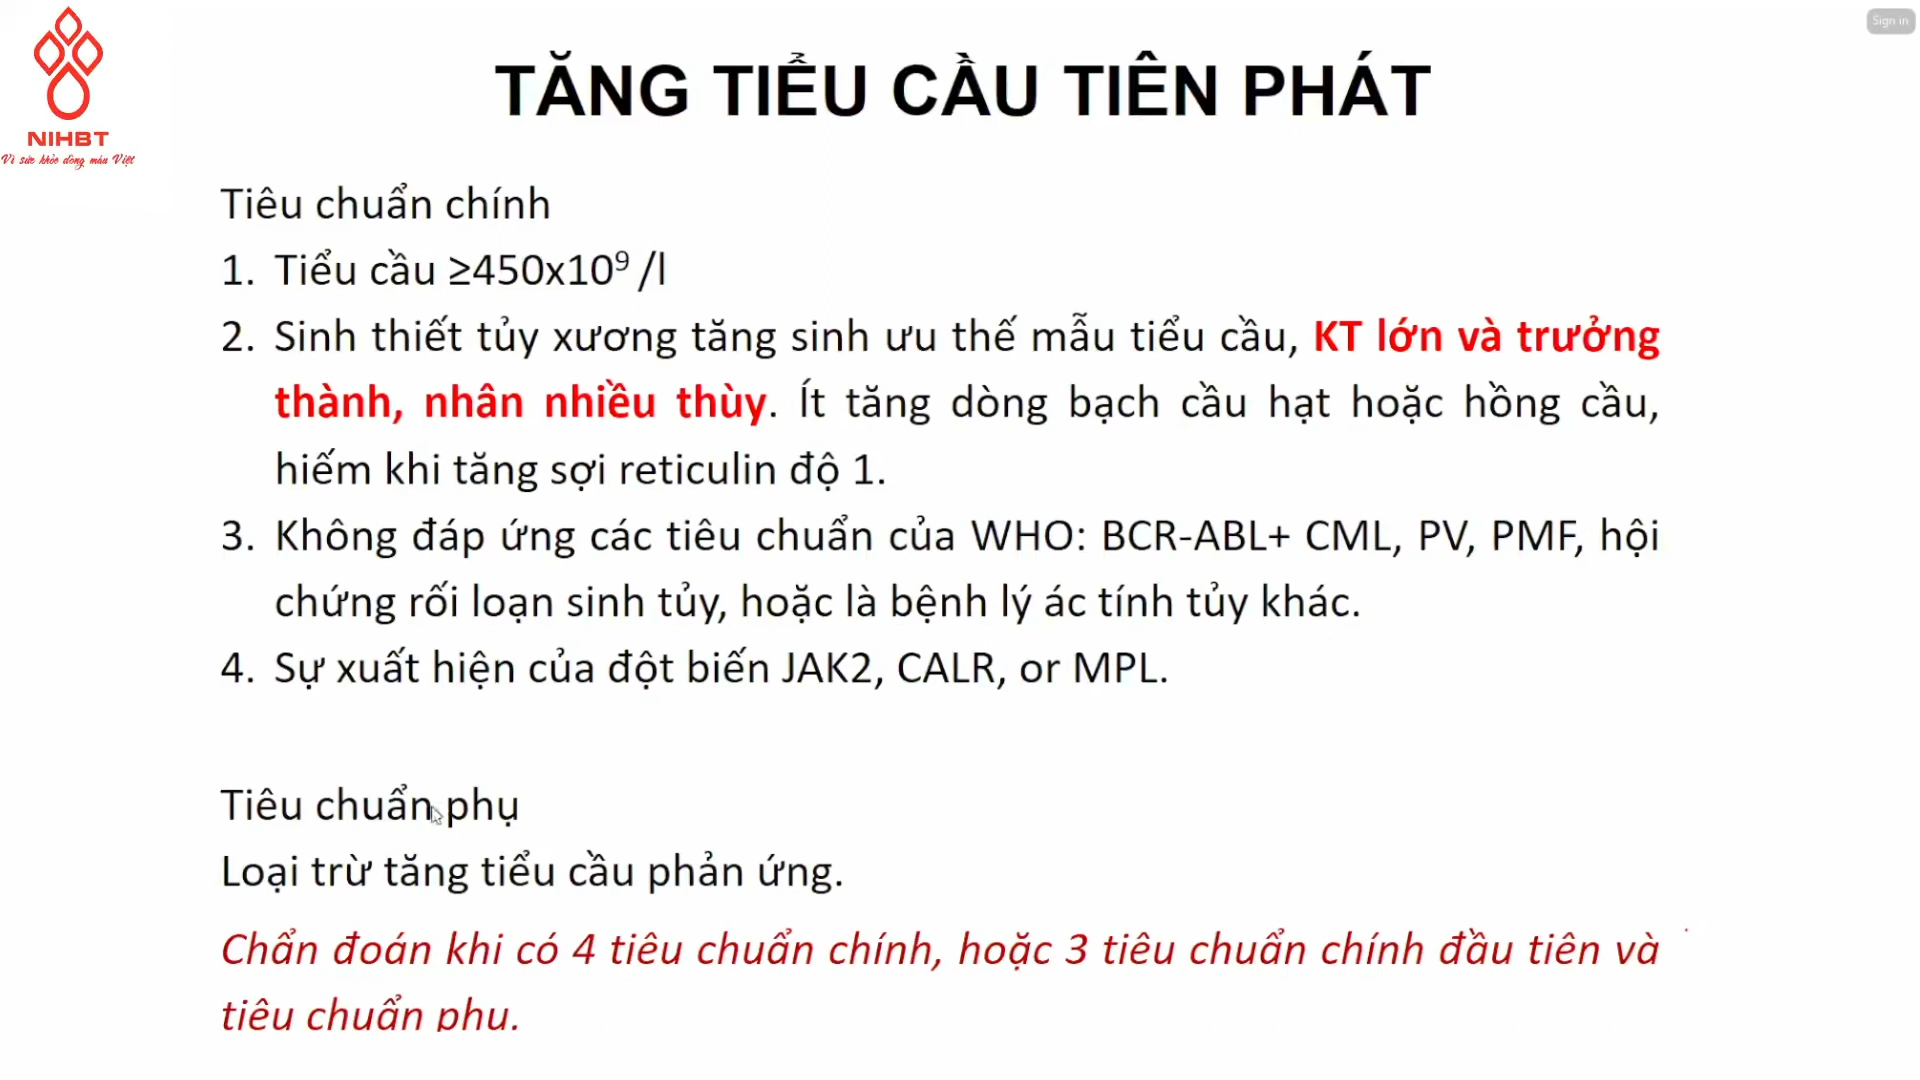 Sign in
NIHBT
Vì sức khỏe dòng máu Việt
TĂNG TIỂU CẦU TIÊN PHÁT
Tiêu chuẩn chính
1. Tiểu cầu ≥450x10⁹ /l
2. Sinh thiết tủy xương tăng sinh ưu thế mẫu tiểu cầu, KT lớn và trưởng
thành, nhân nhiều thùy. Ít tăng dòng bạch cầu hạt hoặc hồng cầu,
hiếm khi tăng sợi reticulin độ 1.
3. Không đáp ứng các tiêu chuẩn của WHO: BCR-ABL+ CML, PV, PMF, hội
chứng rối loạn sinh tủy, hoặc là bệnh lý ác tính tủy khác.
4. Sự xuất hiện của đột biến JAK2, CALR, or MPL.
Tiêu chuẩn phụ
Loại trừ tăng tiểu cầu phản ứng.
Chẩn đoán khi có 4 tiêu chuẩn chính, hoặc 3 tiêu chuẩn chính đầu tiên và
tiêu chuẩn phụ.